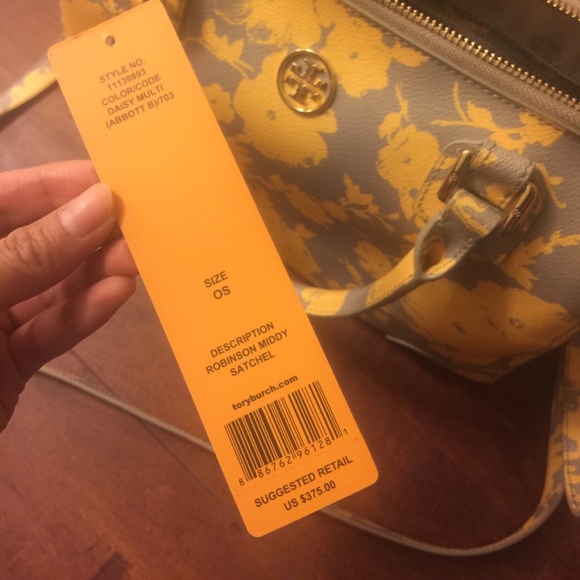 STYLE NO.
11139893
COLOR/CODE
DAISY MULTI
(ABBOTT B)/703
SIZE
OS
DESCRIPTION
ROBINSON MIDDY
SATCHEL
toryburch.com
8 86762 96128 1
SUGGESTED RETAIL
US $375.00